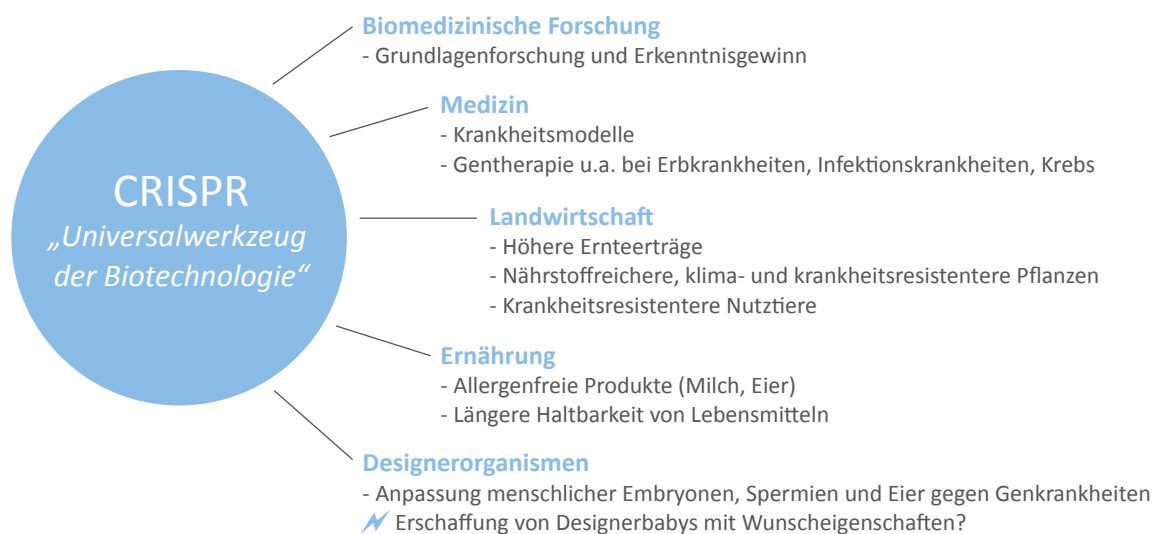 CRISPR
„Universalwerkzeug
der Biotechnologie“
Biomedizinische Forschung
- Grundlagenforschung und Erkenntnisgewinn
Medizin
- Krankheitsmodelle
- Gentherapie u.a. bei Erbkrankheiten, Infektionskrankheiten, Krebs
Landwirtschaft
- Höhere Ernteerträge
- Nährstoffreichere, klima- und krankheitsresistentere Pflanzen
- Krankheitsresistentere Nutztiere
Ernährung
- Allergenfreie Produkte (Milch, Eier)
- Längere Haltbarkeit von Lebensmitteln
Designerorganismen
- Anpassung menschlicher Embryonen, Spermien und Eier gegen Genkrankheiten
Erschaffung von Designerbabys mit Wunscheigenschaften?